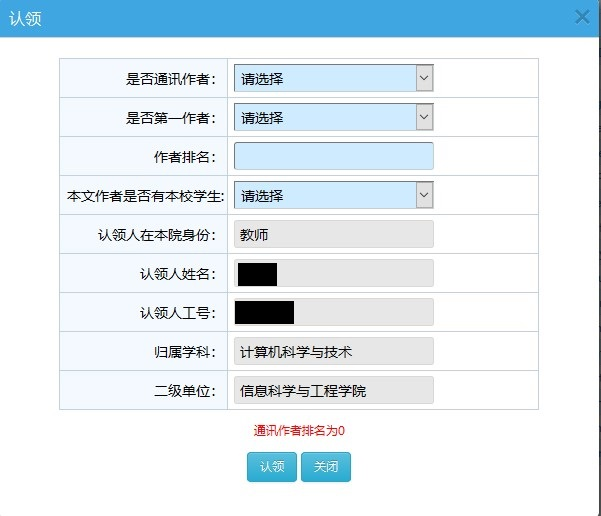 认领
是否通讯作者： 请选择
是否第一作者： 请选择
作者排名：
本文作者是否有本校学生: 请选择
认领人在本院身份： 教师
认领人姓名：
认领人工号：
归属学科： 计算机科学与技术
二级单位： 信息科学与工程学院
通讯作者排名为0
认领 关闭